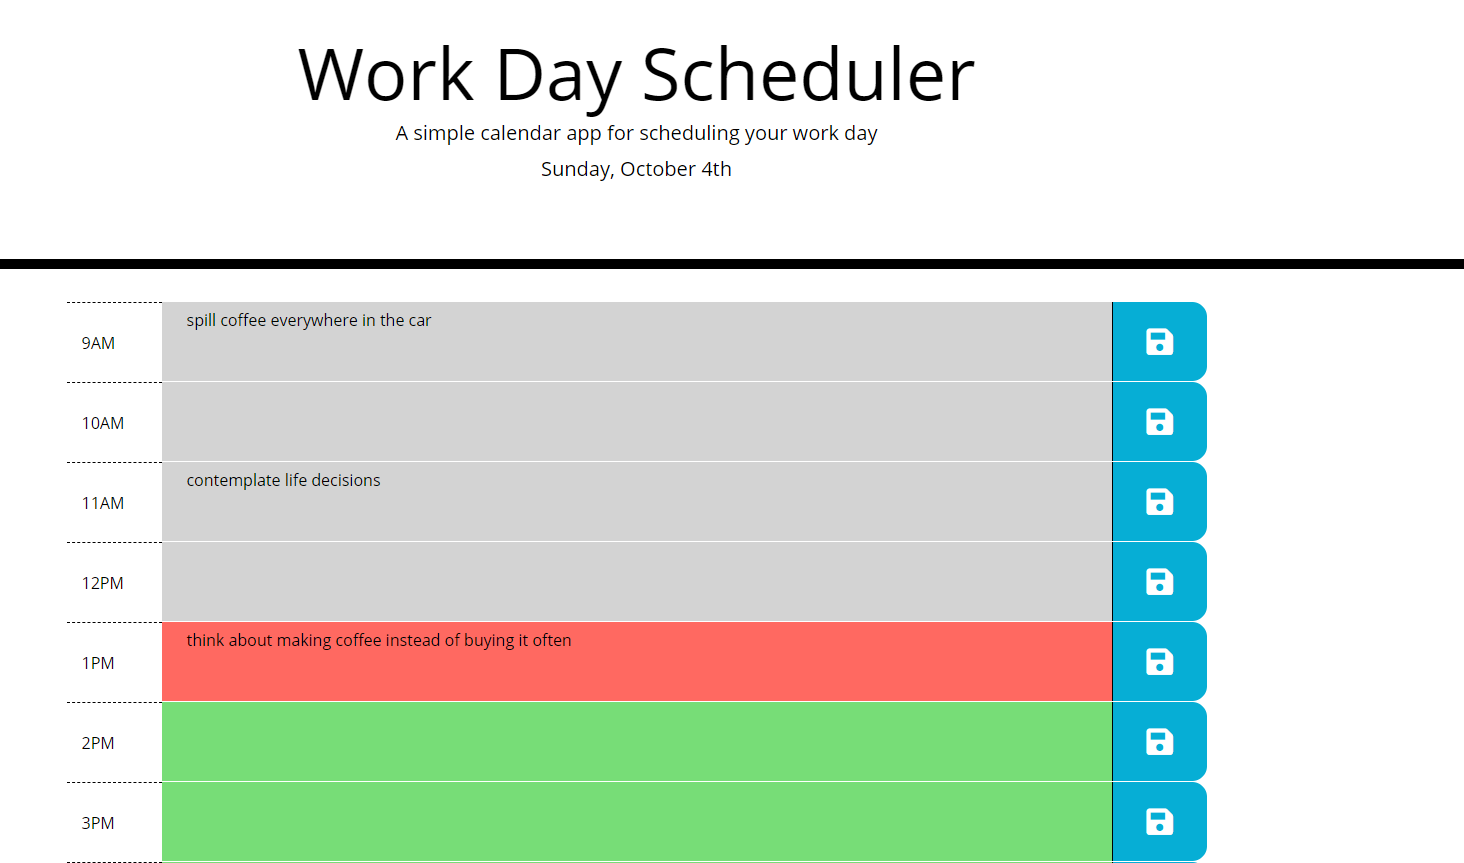 Work Day Scheduler
A simple calendar app for scheduling your work day
Sunday, October 4th
9AM
spill coffee everywhere in the car
10AM
11AM
contemplate life decisions
12PM
1PM
think about making coffee instead of buying it often
2PM
3PM